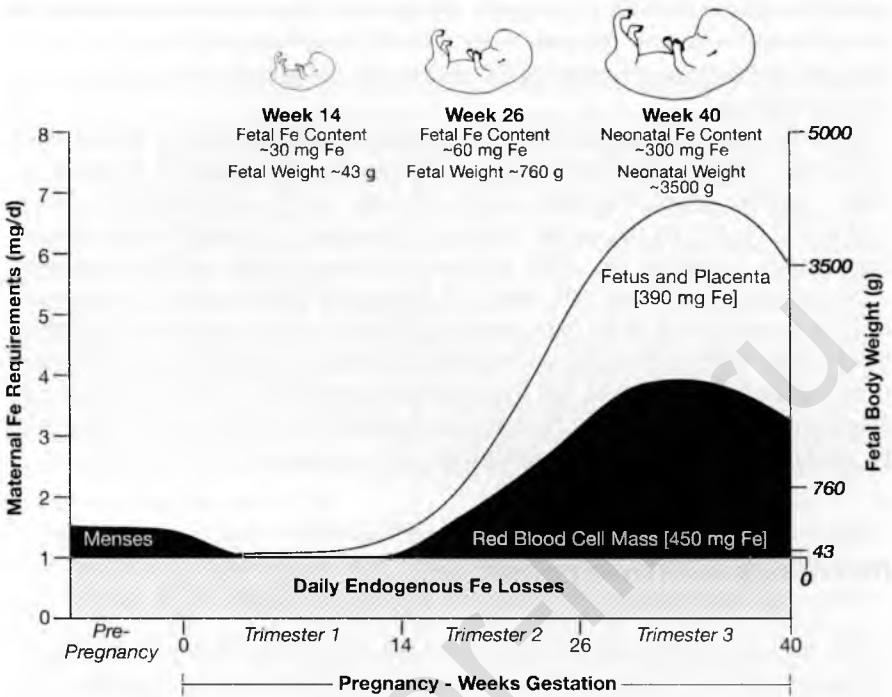 Week 14
Fetal Fe Content
~30 mg Fe
Fetal Weight ~43 g
Week 26
Fetal Fe Content
~60 mg Fe
Fetal Weight ~760 g
Week 40
Neonatal Fe Content
~300 mg Fe
Neonatal Weight
~3500 g
Maternal Fe Requirements (mg/d)
8
7
6
5
4
3
2
1
0
5000
3500
760
43
0
Fetal Body Weight (g)
Fetus and Placenta
[390 mg Fe]
Menses
Red Blood Cell Mass [450 mg Fe]
Daily Endogenous Fe Losses
Pre-
Pregnancy
0
Trimester 1
14
Trimester 2
26
Trimester 3
40
Pregnancy - Weeks Gestation